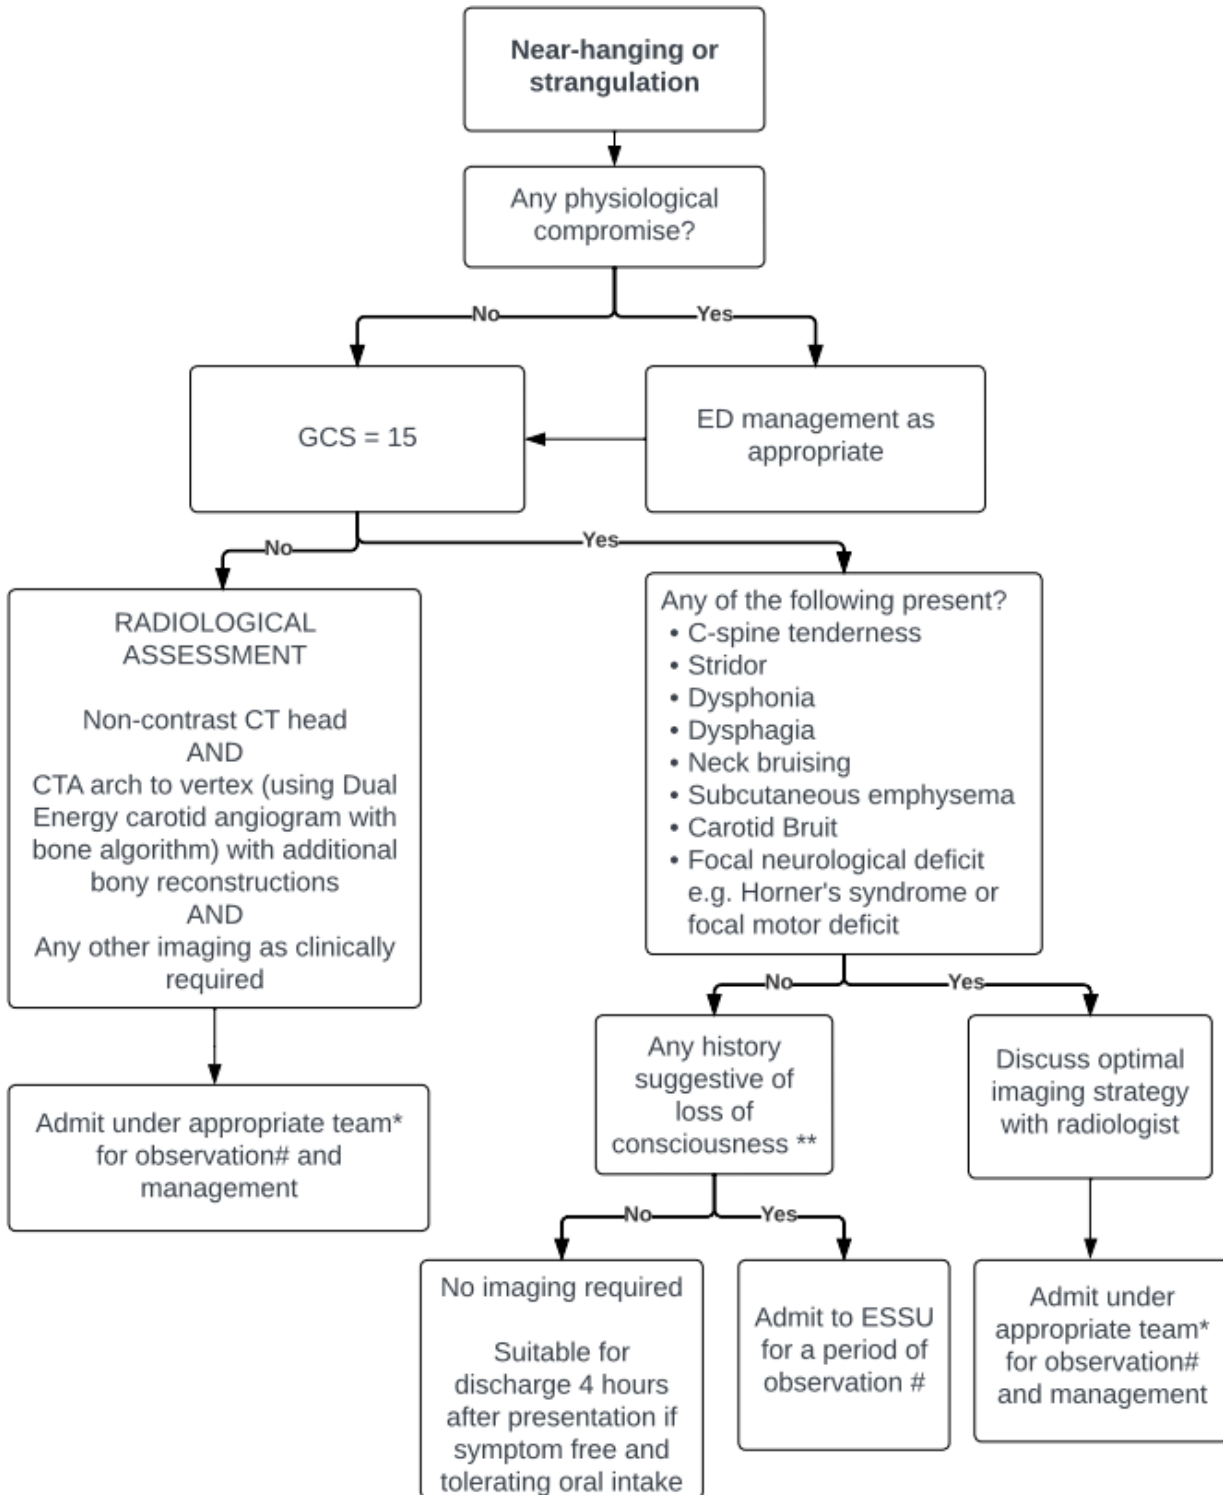 Near-hanging or
strangulation
Any physiological
compromise?
No
Yes
GCS = 15
ED management as
appropriate
No
Yes
RADIOLOGICAL
ASSESSMENT
Non-contrast CT head
AND
CTA arch to vertex (using Dual
Energy carotid angiogram with
bone algorithm) with additional
bony reconstructions
AND
Any other imaging as clinically
required
Any of the following present?
• C-spine tenderness
• Stridor
• Dysphonia
• Dysphagia
• Neck bruising
• Subcutaneous emphysema
• Carotid Bruit
• Focal neurological deficit
e.g. Horner's syndrome or
focal motor deficit
No
Yes
Admit under appropriate team*
for observation# and
management
Any history
suggestive of
loss of
consciousness **
Discuss optimal
imaging strategy
with radiologist
No
Yes
No imaging required
Suitable for
discharge 4 hours
after presentation if
symptom free and
tolerating oral intake
Admit to ESSU
for a period of
observation #
Admit under
appropriate team*
for observation#
and management